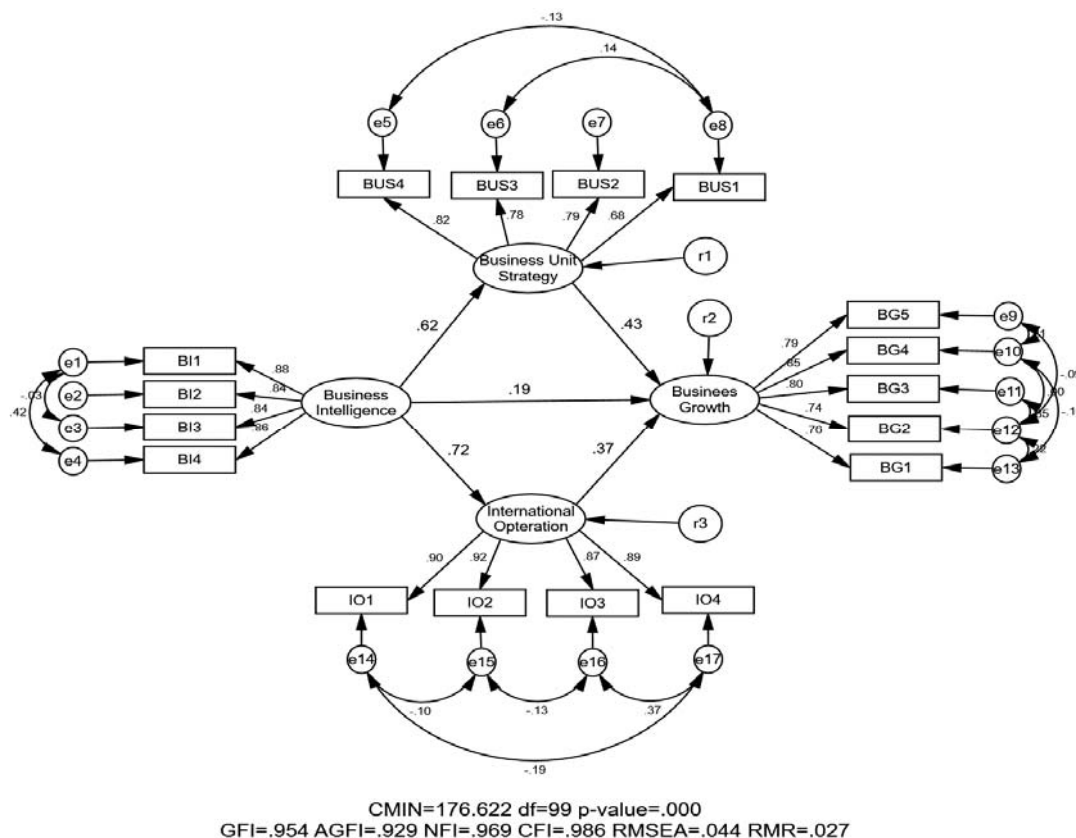 -.13
.14
e5
e6
e7
e8
BUS4
BUS3
BUS2
BUS1
.82
.78
.79
.68
Business Unit
Strategy
r1
.62
.43
r2
BG5
e9
.79
BG4
e10
.85
BG3
e11
.80
BG2
e12
.74
BG1
e13
e1
BI1
.88
e2
BI2
.84
e3
BI3
.84
e4
BI4
.86
-.03
.42
Business
Intelligence
.19
Businees
Growth
.72
.37
International
Opteration
r3
.90
.92
.87
.89
IO1
IO2
IO3
IO4
e14
e15
e16
e17
-.10
-.13
.37
-.19
CMIN=176.622 df=99 p-value=.000
GFI=.954 AGFI=.929 NFI=.969 CFI=.986 RMSEA=.044 RMR=.027